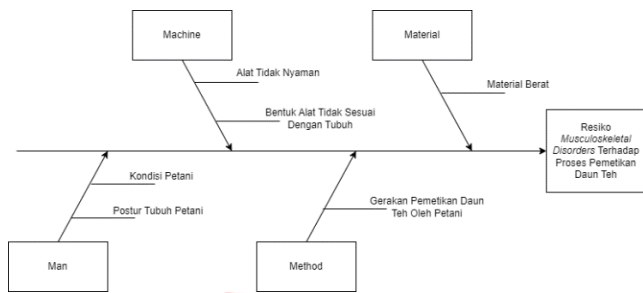 Machine
Material
Alat Tidak Nyaman
Material Berat
Bentuk Alat Tidak Sesuai
Dengan Tubuh
Resiko
Musculoskeletal
Disorders Terhadap
Proses Pemetikan
Daun Teh
Kondisi Petani
Postur Tubuh Petani
Gerakan Pemetikan Daun
Teh Oleh Petani
Man
Method